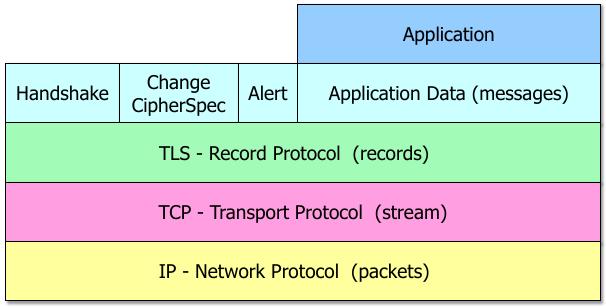 Application
Handshake
Change
CipherSpec
Alert
Application Data (messages)
TLS - Record Protocol (records)
TCP - Transport Protocol (stream)
IP - Network Protocol (packets)